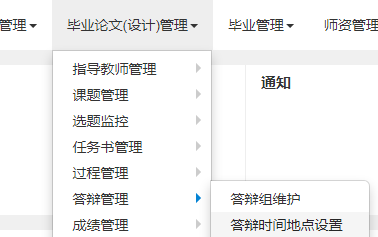 管理 毕业论文(设计)管理 毕业管理 师资管理
通知
指导教师管理
课题管理
选题监控
任务书管理
过程管理
答辩管理
答辩组维护
成绩管理
答辩时间地点设置